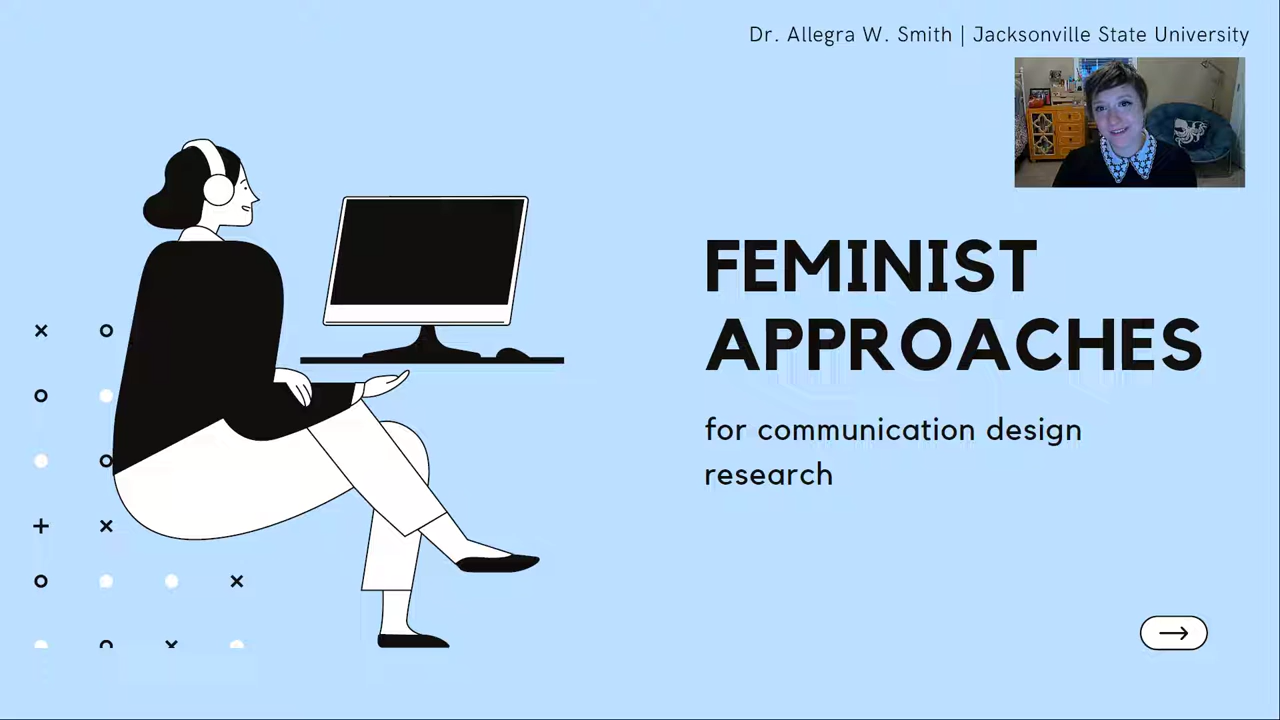 Dr. Allegra W. Smith | Jacksonville State University
FEMINIST
APPROACHES
for communication design
research